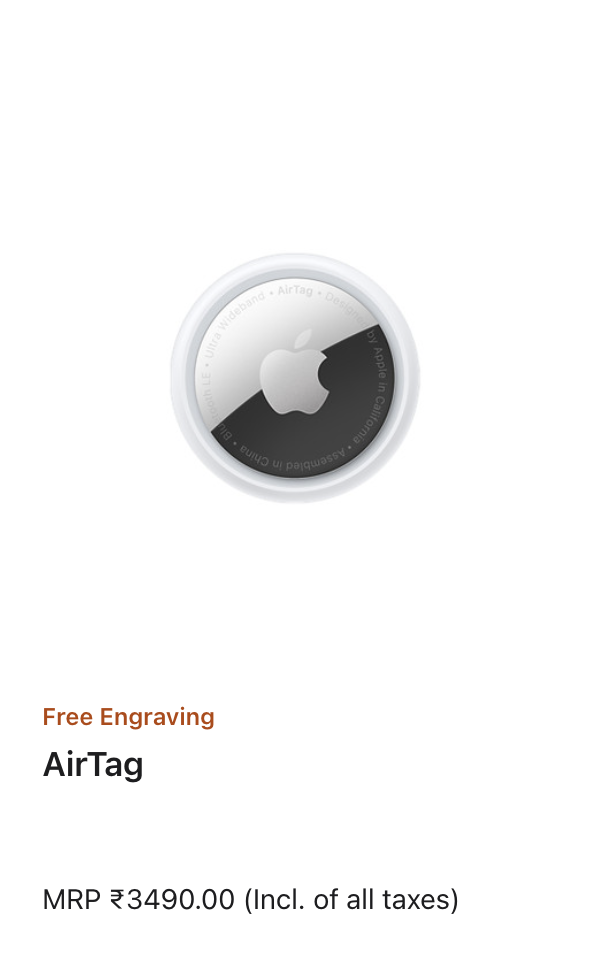 AirTag • Designed by Apple in California • Assembled in China • Bluetooth LE • Ultra Wideband •
Free Engraving
AirTag
MRP ₹3490.00 (Incl. of all taxes)